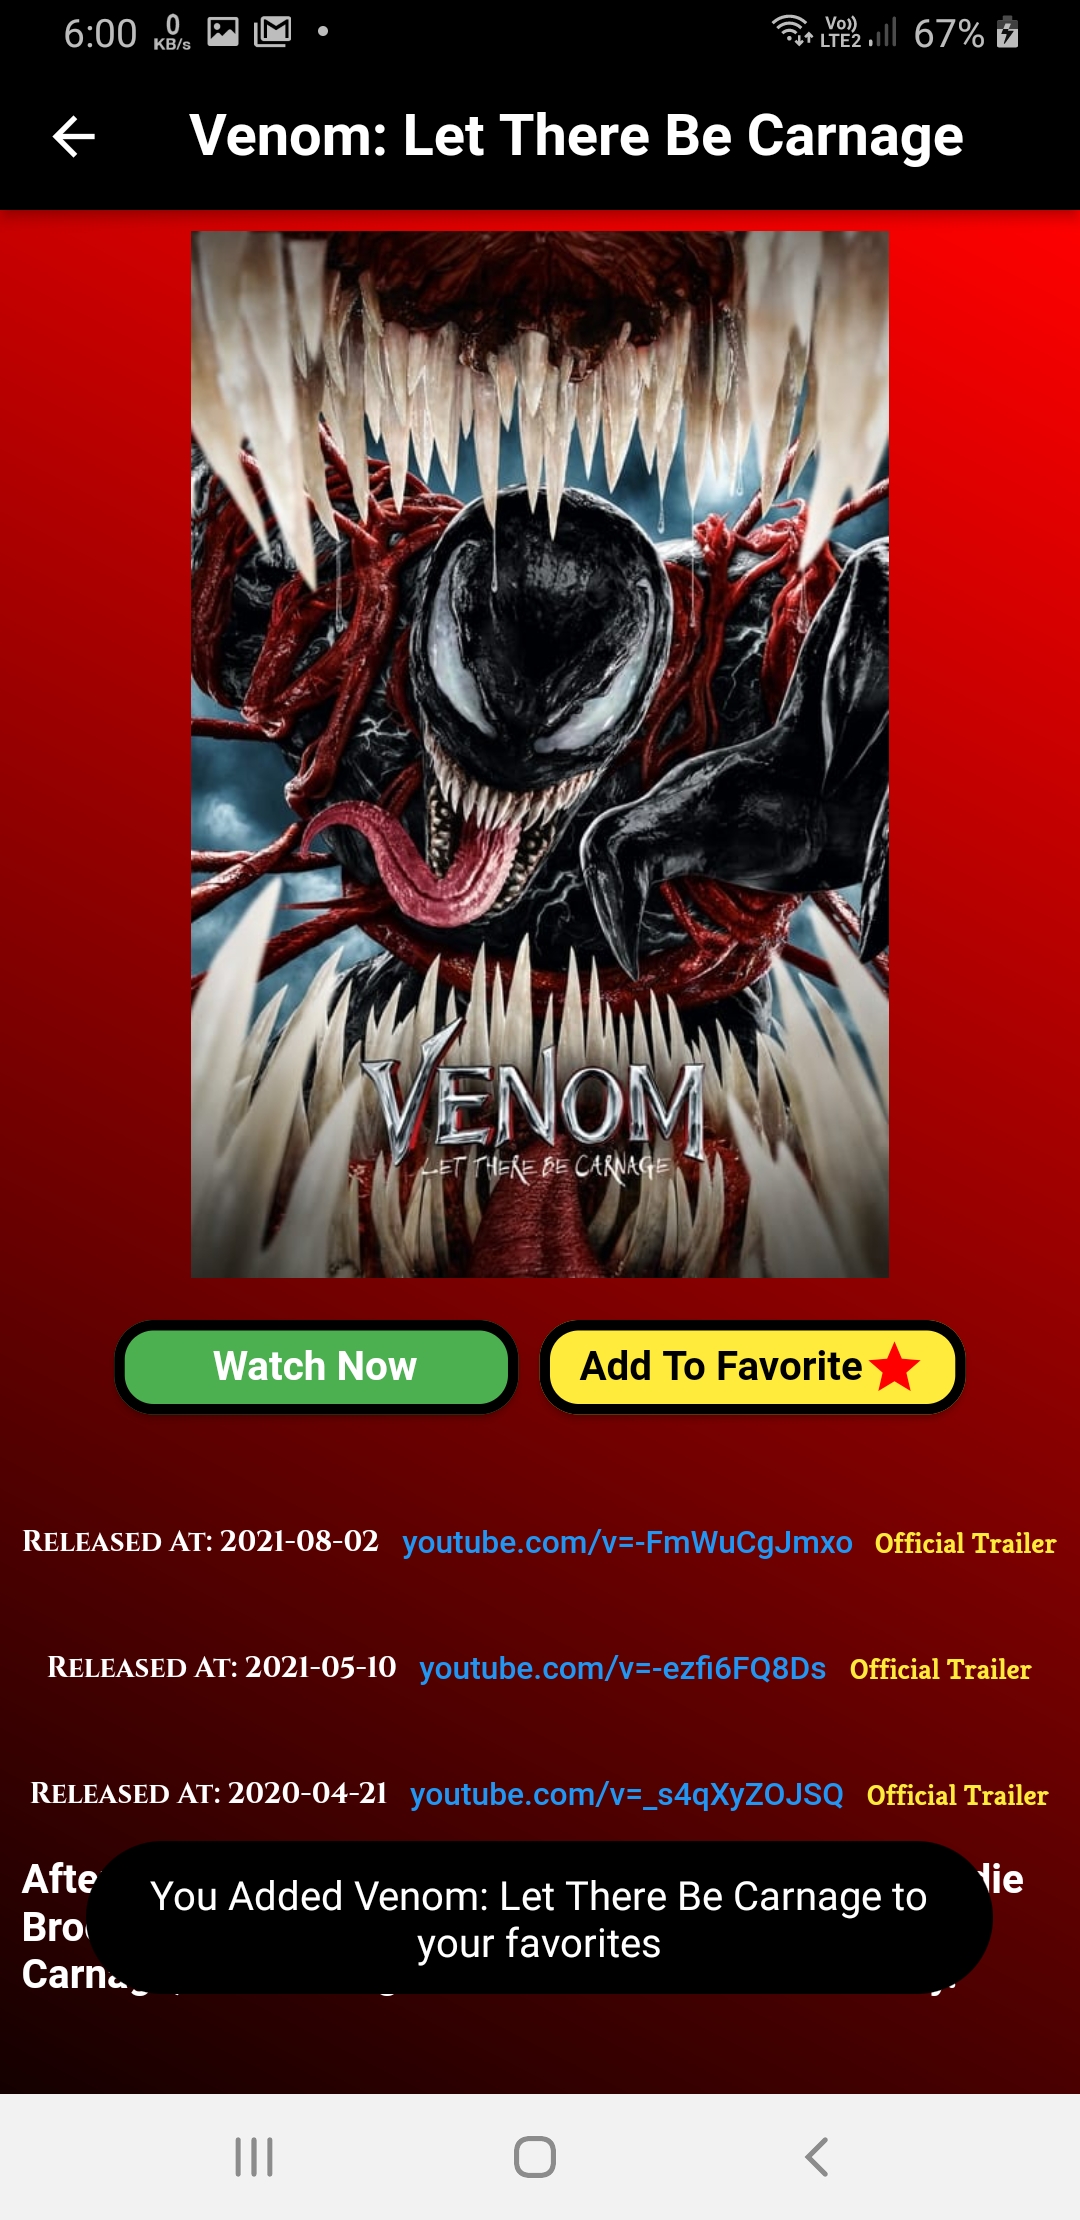 6:00 0 KB/s Vo)) LTE2 67%
Venom: Let There Be Carnage
VENOM
LET THERE BE CARNAGE
Watch Now
Add To Favorite
Released At: 2021-08-02 youtube.com/v=-FmWuCgJmxo Official Trailer
Released At: 2021-05-10 youtube.com/v=-ezfi6FQ8Ds Official Trailer
Released At: 2020-04-21 youtube.com/v=_s4qXyZOJSQ Official Trailer
You Added Venom: Let There Be Carnage to
your favorites